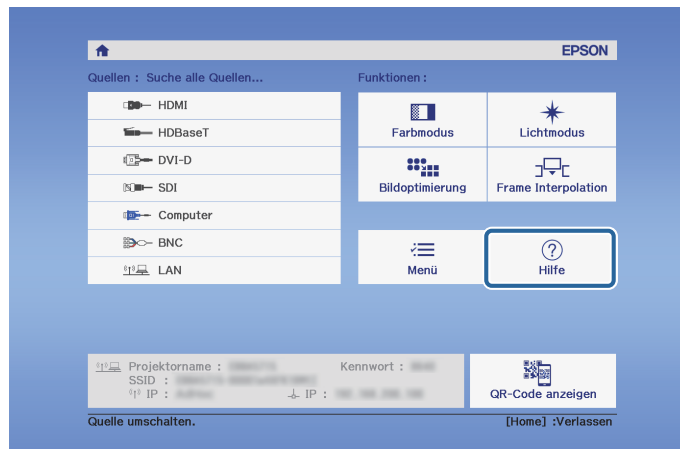 EPSON
Quellen : Suche alle Quellen...
Funktionen :
HDMI
HDBaseT
DVI-D
SDI
Computer
BNC
LAN
Farbmodus
Lichtmodus
Bildoptimierung
Frame Interpolation
Menü
Hilfe
Projektorname :
Kennwort :
SSID :
IP :
IP :
QR-Code anzeigen
Quelle umschalten.
[Home] :Verlassen